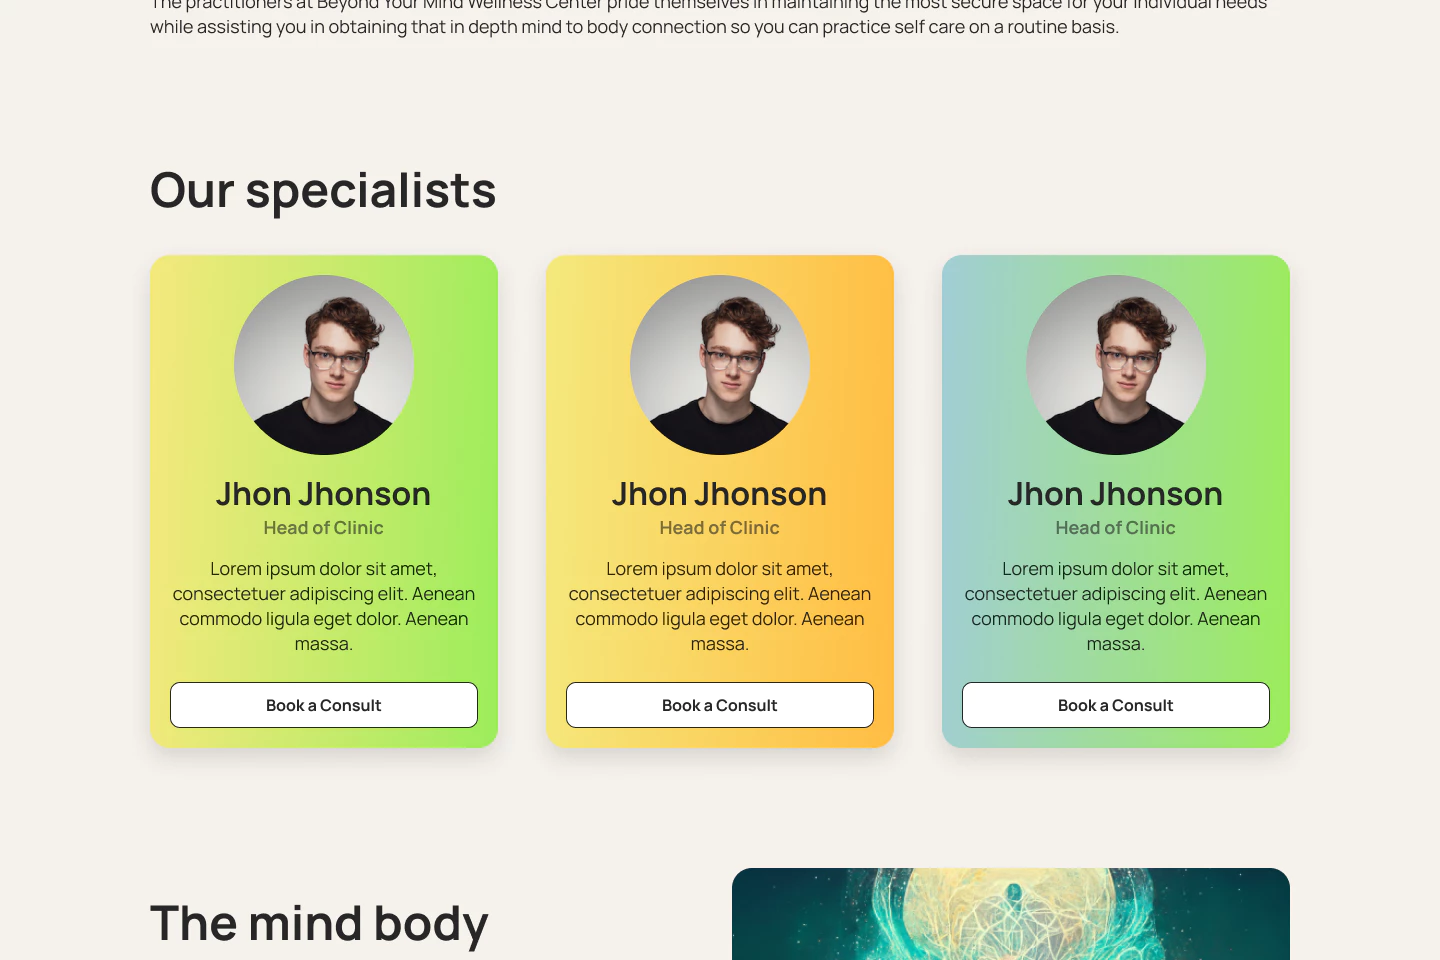 The practitioners at Beyond Your Mind Wellness Center pride themselves in maintaining the most secure space for your individual needs
while assisting you in obtaining that in depth mind to body connection so you can practice self care on a routine basis.
Our specialists
Jhon Jhonson
Head of Clinic
Lorem ipsum dolor sit amet,
consectetuer adipiscing elit. Aenean
commodo ligula eget dolor. Aenean
massa.
Book a Consult
Jhon Jhonson
Head of Clinic
Lorem ipsum dolor sit amet,
consectetuer adipiscing elit. Aenean
commodo ligula eget dolor. Aenean
massa.
Book a Consult
Jhon Jhonson
Head of Clinic
Lorem ipsum dolor sit amet,
consectetuer adipiscing elit. Aenean
commodo ligula eget dolor. Aenean
massa.
Book a Consult
The mind body